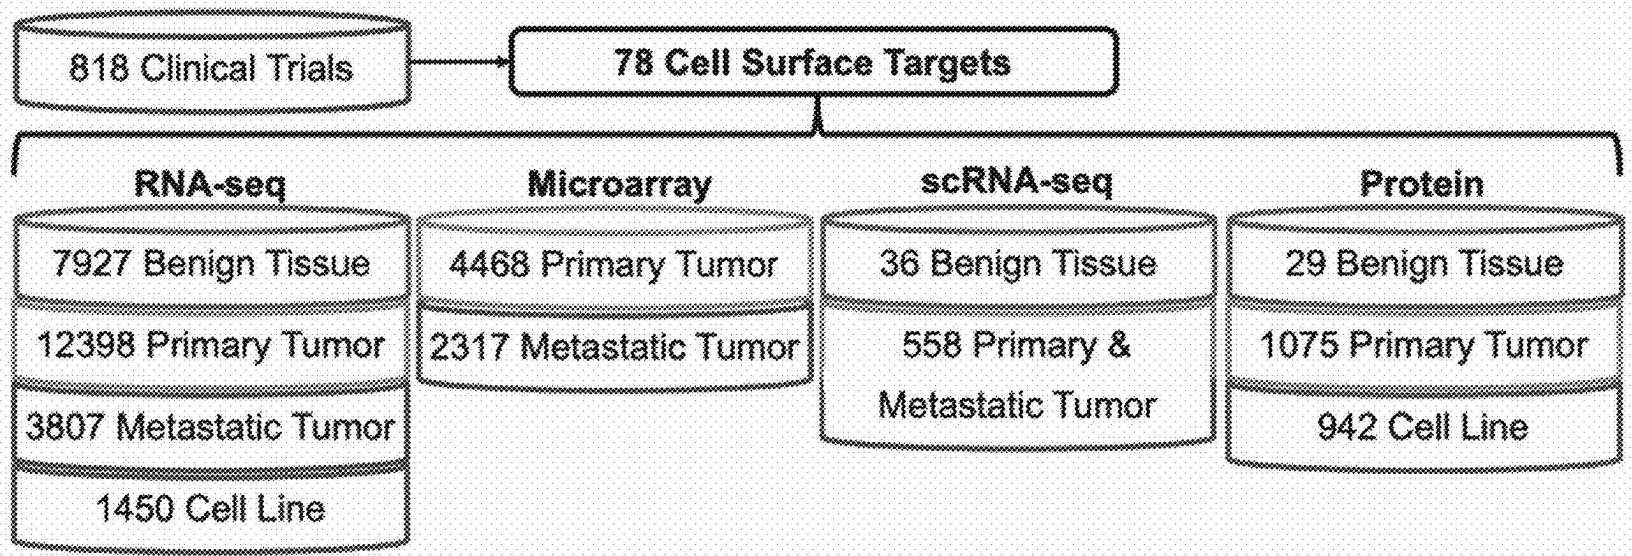 818 Clinical Trials
78 Cell Surface Targets
RNA-seq
7927 Benign Tissue
12398 Primary Tumor
3807 Metastatic Tumor
1450 Cell Line
Microarray
4468 Primary Tumor
2317 Metastatic Tumor
scRNA-seq
36 Benign Tissue
558 Primary &
Metastatic Tumor
Protein
29 Benign Tissue
1075 Primary Tumor
942 Cell Line